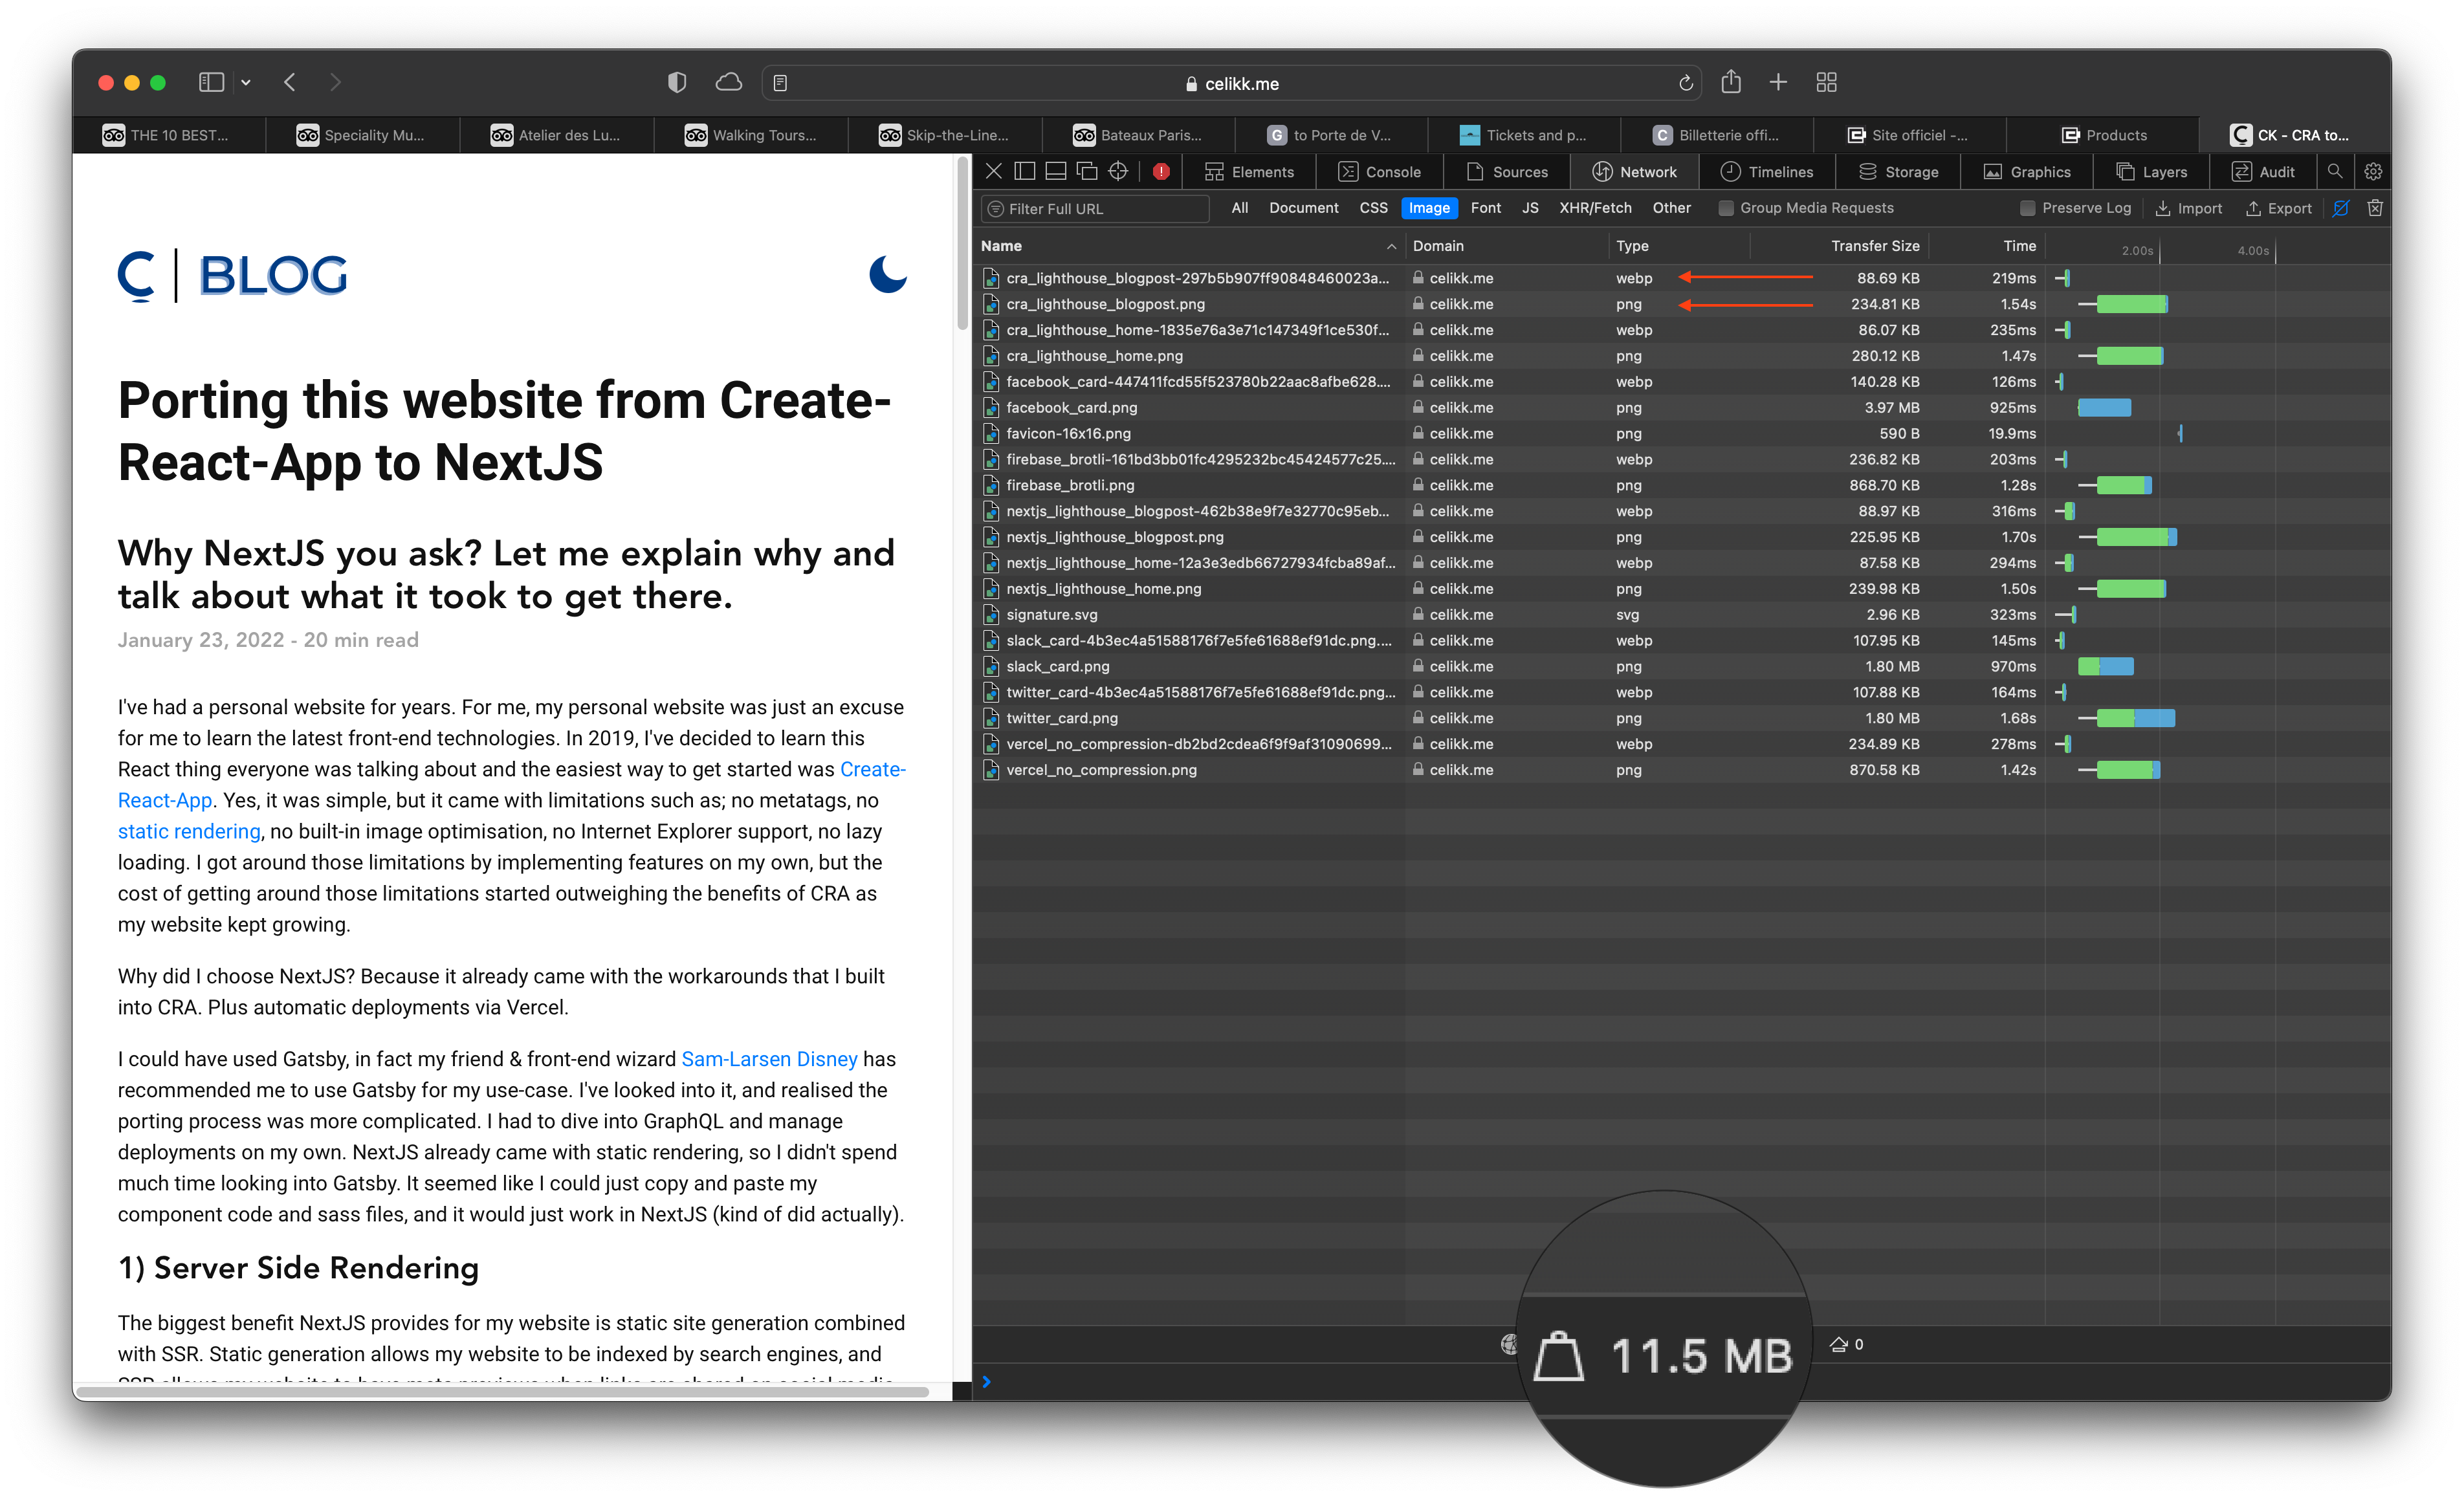 celikk.me
THE 10 BEST...
Speciality Mu...
Atelier des Lu...
Walking Tours...
Skip-the-Line...
Bateaux Paris...
G to Porte de V...
Tickets and p...
C Billetterie offi...
Site officiel -...
Products
CK - CRA to...
C | BLOG
Porting this website from Create-
React-App to NextJS
Why NextJS you ask? Let me explain why and
talk about what it took to get there.
January 23, 2022 - 20 min read
I've had a personal website for years. For me, my personal website was just an excuse
for me to learn the latest front-end technologies. In 2019, I've decided to learn this
React thing everyone was talking about and the easiest way to get started was Create-
React-App. Yes, it was simple, but it came with limitations such as; no metatags, no
static rendering, no built-in image optimisation, no Internet Explorer support, no lazy
loading. I got around those limitations by implementing features on my own, but the
cost of getting around those limitations started outweighing the benefits of CRA as
my website kept growing.
Why did I choose NextJS? Because it already came with the workarounds that I built
into CRA. Plus automatic deployments via Vercel.
I could have used Gatsby, in fact my friend & front-end wizard Sam-Larsen Disney has
recommended me to use Gatsby for my use-case. I've looked into it, and realised the
porting process was more complicated. I had to dive into GraphQL and manage
deployments on my own. NextJS already came with static rendering, so I didn't spend
much time looking into Gatsby. It seemed like I could just copy and paste my
component code and sass files, and it would just work in NextJS (kind of did actually).
1) Server Side Rendering
The biggest benefit NextJS provides for my website is static site generation combined
with SSR. Static generation allows my website to be indexed by search engines, and
SSR allows my website to have meta previews when links are shared on social media
Elements Console Sources Network Timelines Storage Graphics Layers Audit
Filter Full URL All Document CSS Image Font JS XHR/Fetch Other Group Media Requests Preserve Log Import Export
Name Domain Type Transfer Size Time 2.00s 4.00s
cra_lighthouse_blogpost-297b5b907ff90848460023a... celikk.me webp 88.69 KB 219ms
cra_lighthouse_blogpost.png celikk.me png 234.81 KB 1.54s
cra_lighthouse_home-1835e76a3e71c147349f1ce530f... celikk.me webp 86.07 KB 235ms
cra_lighthouse_home.png celikk.me png 280.12 KB 1.47s
facebook_card-447411fcd55f523780b22aac8afbe628.... celikk.me webp 140.28 KB 126ms
facebook_card.png celikk.me png 3.97 MB 925ms
favicon-16x16.png celikk.me png 590 B 19.9ms
firebase_brotli-161bd3bb01fc4295232bc45424577c25.... celikk.me webp 236.82 KB 203ms
firebase_brotli.png celikk.me png 868.70 KB 1.28s
nextjs_lighthouse_blogpost-462b38e9f7e32770c95eb... celikk.me webp 88.97 KB 316ms
nextjs_lighthouse_blogpost.png celikk.me png 225.95 KB 1.70s
nextjs_lighthouse_home-12a3e3edb66727934fcba89af... celikk.me webp 87.58 KB 294ms
nextjs_lighthouse_home.png celikk.me png 239.98 KB 1.50s
signature.svg celikk.me svg 2.96 KB 323ms
slack_card-4b3ec4a51588176f7e5fe61688ef91dc.png.... celikk.me webp 107.95 KB 145ms
slack_card.png celikk.me png 1.80 MB 970ms
twitter_card-4b3ec4a51588176f7e5fe61688ef91dc.png... celikk.me webp 107.88 KB 164ms
twitter_card.png celikk.me png 1.80 MB 1.68s
vercel_no_compression-db2bd2cdea6f9f9af31090699... celikk.me webp 234.89 KB 278ms
vercel_no_compression.png celikk.me png 870.58 KB 1.42s
11.5 MB
0